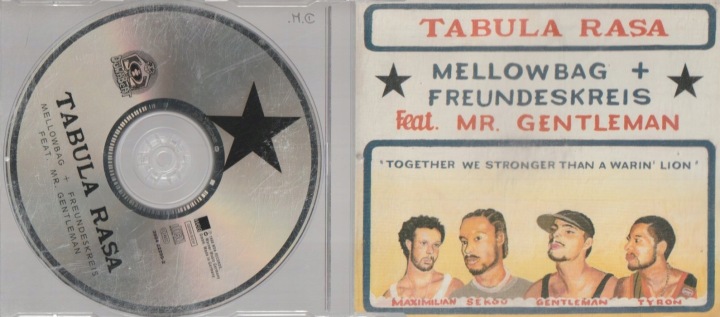 .M.C
TABULA RASA
MELLOWBAG + FREUNDESKREIS
FEAT. MR. GENTLEMAN
TABULA RASA
MELLOWBAG +
FREUNDESKREIS
Feat. MR. GENTLEMAN
'TOGETHER WE STRONGER THAN A WARIN' LION'
MAXIMILIAN SEKOU GENTLEMAN TYRON